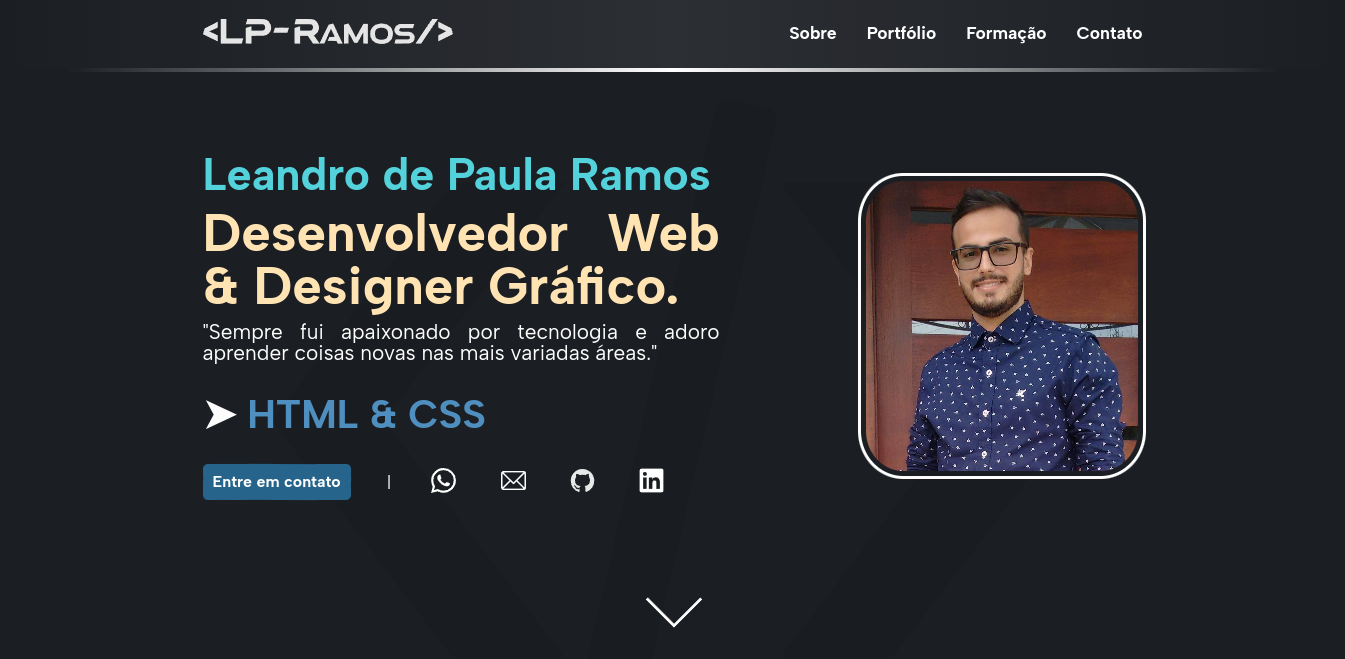 <LP-Ramos/>
Sobre Portfólio Formação Contato
Leandro de Paula Ramos
Desenvolvedor Web
& Designer Gráfico.
"Sempre fui apaixonado por tecnologia e adoro
aprender coisas novas nas mais variadas áreas."
➤ HTML & CSS
Entre em contato |